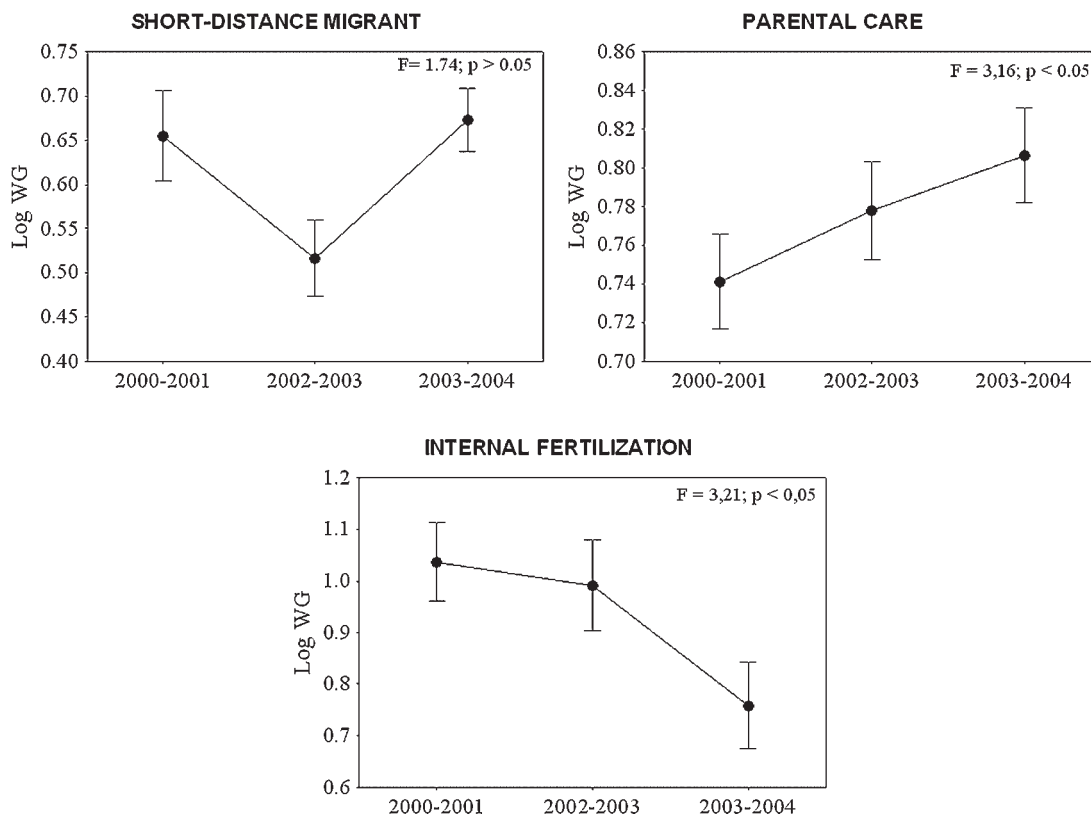 SHORT-DISTANCE MIGRANT
F= 1.74; p > 0.05
Log WG
0.75
0.70
0.65
0.60
0.55
0.50
0.45
0.40
2000-2001 2002-2003 2003-2004
PARENTAL CARE
F = 3,16; p < 0.05
Log WG
0.86
0.84
0.82
0.80
0.78
0.76
0.74
0.72
0.70
2000-2001 2002-2003 2003-2004
INTERNAL FERTILIZATION
F = 3,21; p < 0,05
Log WG
1.2
1.1
1.0
0.9
0.8
0.7
0.6
2000-2001 2002-2003 2003-2004